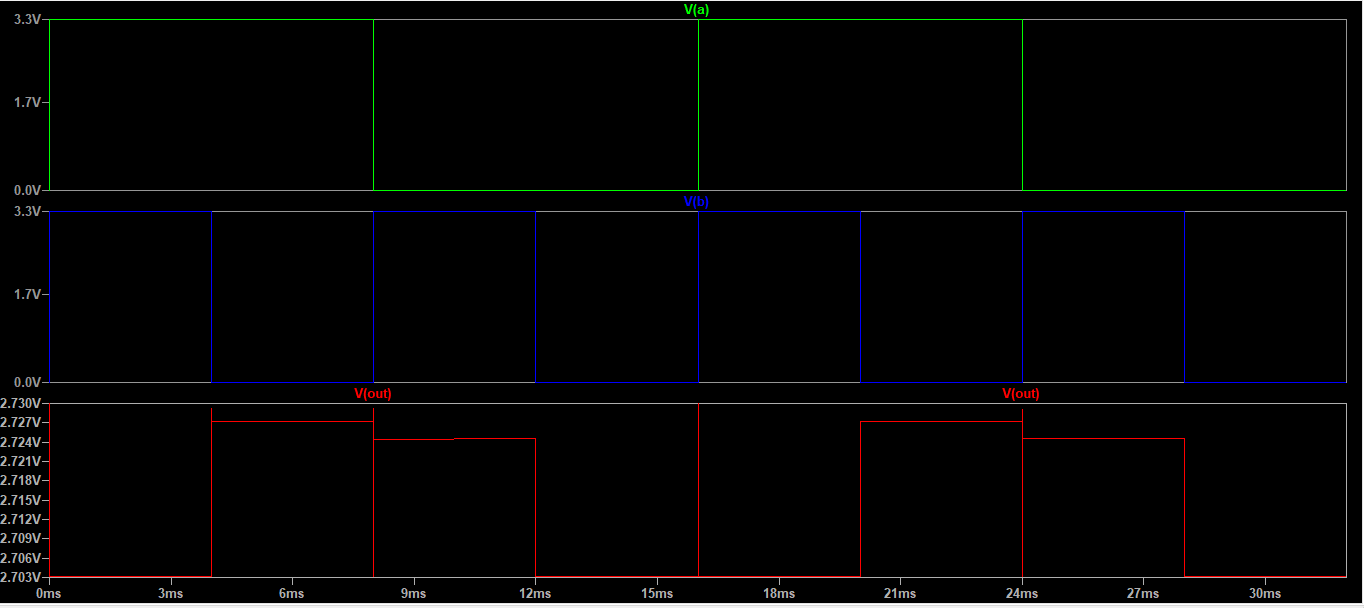 V(a)
3.3V
1.7V
0.0V
V(b)
3.3V
1.7V
0.0V
V(out) V(out)
2.730V
2.727V
2.724V
2.721V
2.718V
2.715V
2.712V
2.709V
2.706V
2.703V
0ms 3ms 6ms 9ms 12ms 15ms 18ms 21ms 24ms 27ms 30ms